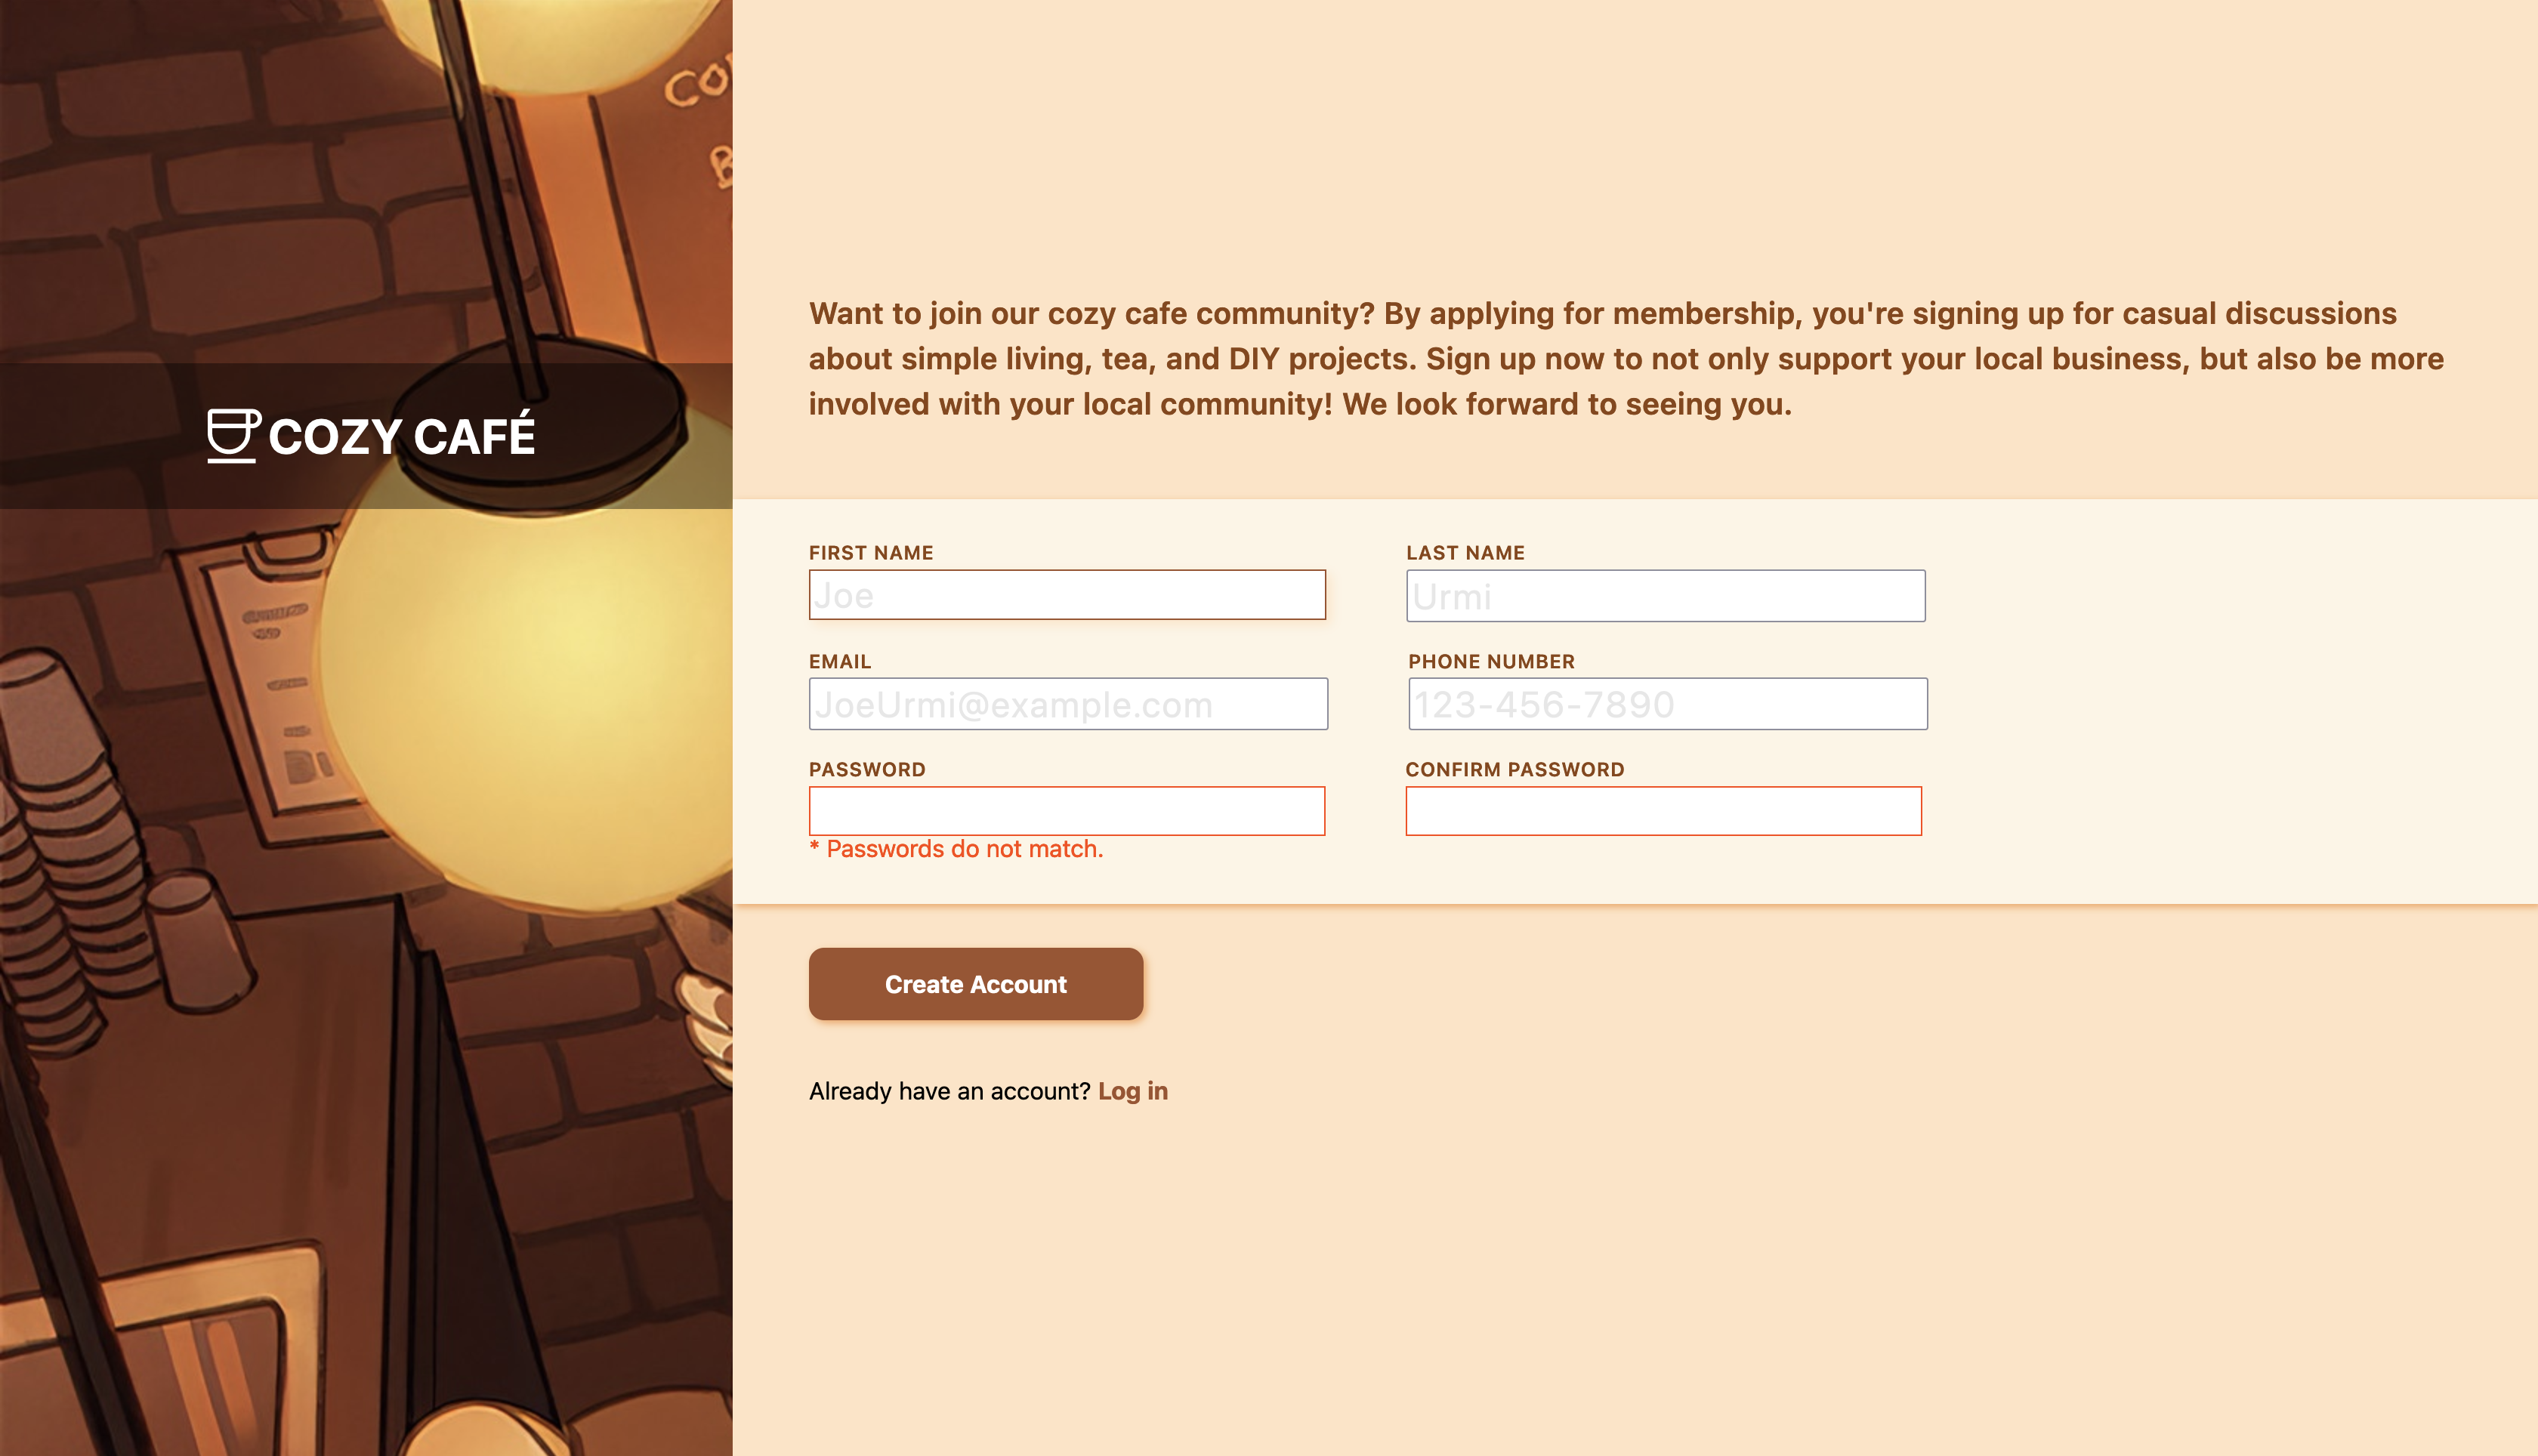 COZY CAFÉ
Want to join our cozy cafe community? By applying for membership, you're signing up for casual discussions
about simple living, tea, and DIY projects. Sign up now to not only support your local business, but also be more
involved with your local community! We look forward to seeing you.
FIRST NAME
Joe
LAST NAME
Urmi
EMAIL
JoeUrmi@example.com
PHONE NUMBER
123-456-7890
PASSWORD
CONFIRM PASSWORD
* Passwords do not match.
Create Account
Already have an account? Log in